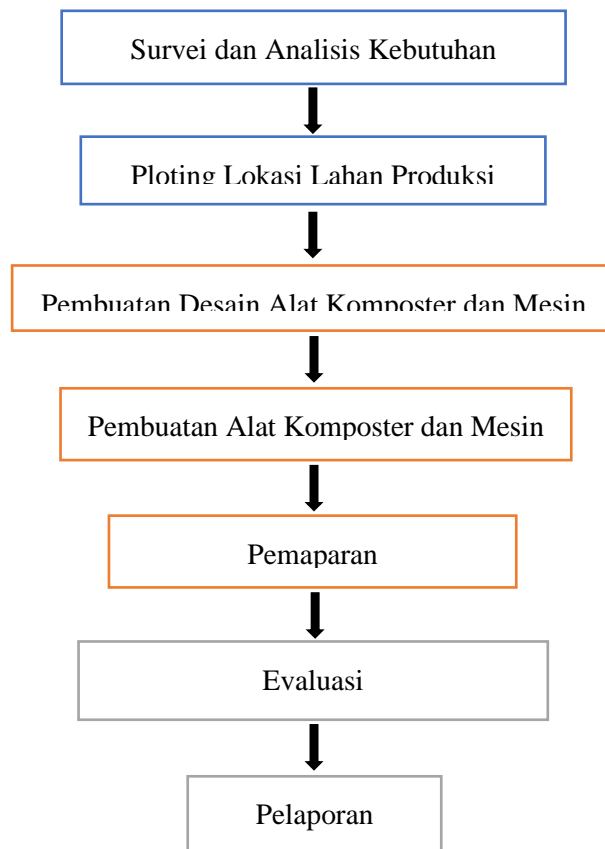 Survei dan Analisis Kebutuhan
Ploting Lokasi Lahan Produksi
Pembuatan Desain Alat Komposter dan Mesin
Pembuatan Alat Komposter dan Mesin
Pemaparan
Evaluasi
Pelaporan